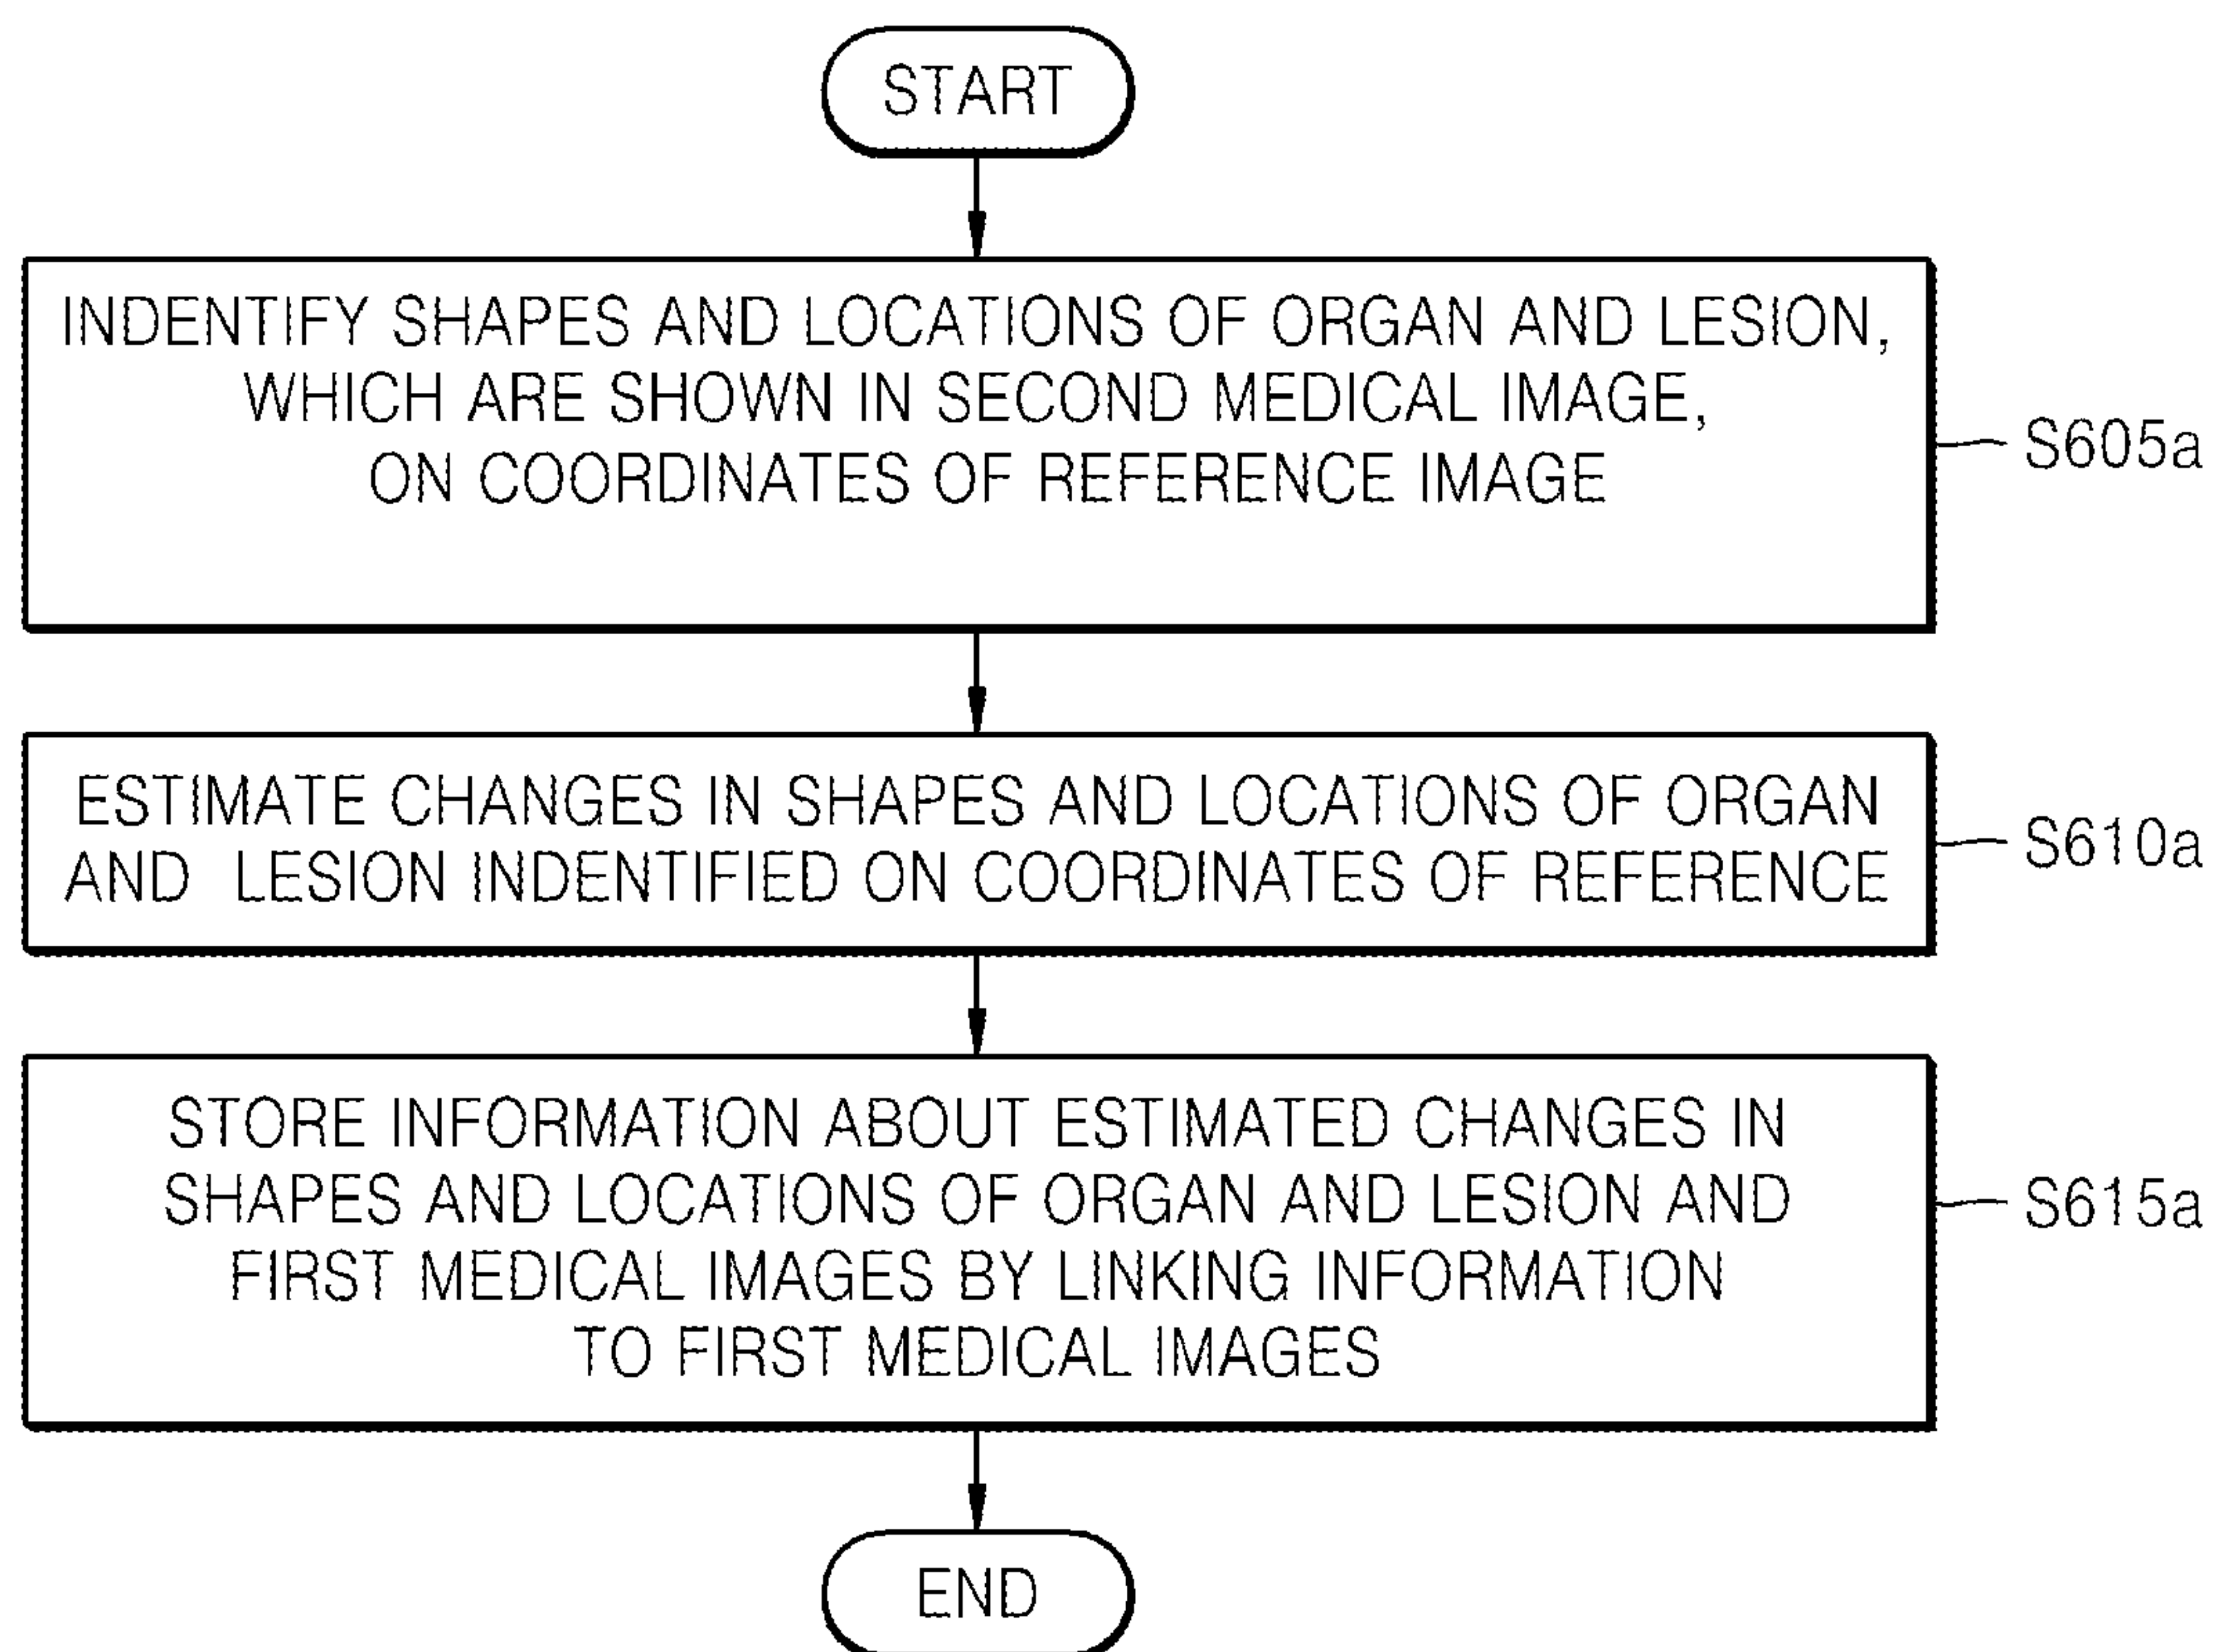 START
INDENTIFY SHAPES AND LOCATIONS OF ORGAN AND LESION,
WHICH ARE SHOWN IN SECOND MEDICAL IMAGE,
ON COORDINATES OF REFERENCE IMAGE
S605a
ESTIMATE CHANGES IN SHAPES AND LOCATIONS OF ORGAN
AND LESION INDENTIFIED ON COORDINATES OF REFERENCE
S610a
STORE INFORMATION ABOUT ESTIMATED CHANGES IN
SHAPES AND LOCATIONS OF ORGAN AND LESION AND
FIRST MEDICAL IMAGES BY LINKING INFORMATION
TO FIRST MEDICAL IMAGES
S615a
END